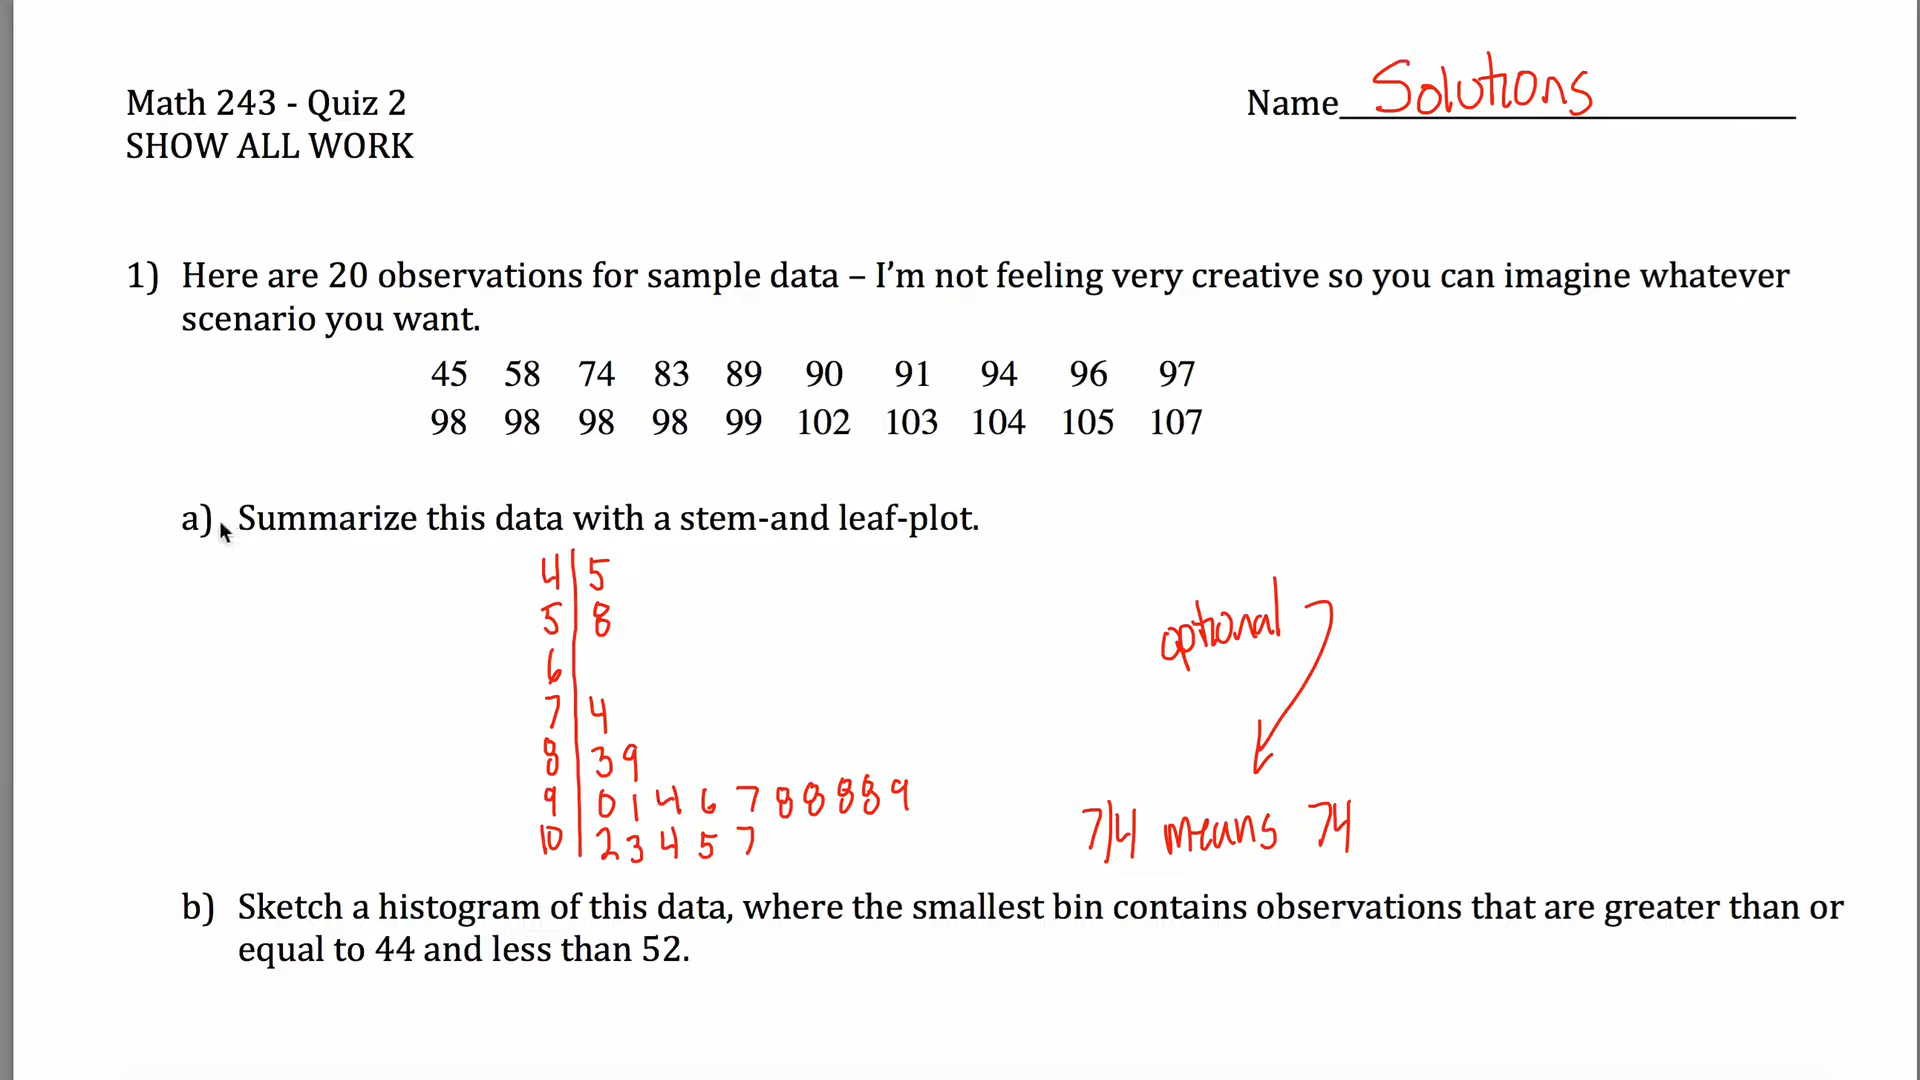 Math 243 - Quiz 2
Name Solutions
SHOW ALL WORK
1) Here are 20 observations for sample data – I'm not feeling very creative so you can imagine whatever
scenario you want.
45 58 74 83 89 90 91 94 96 97
98 98 98 98 99 102 103 104 105 107
a) Summarize this data with a stem-and leaf-plot.
4 | 5
5 | 8
optional
6 |
7 | 4
8 | 3 9
9 | 0 1 4 6 7 8 8 8 8 9
7|4 means 74
10 | 2 3 4 5 7
b) Sketch a histogram of this data, where the smallest bin contains observations that are greater than or
equal to 44 and less than 52.